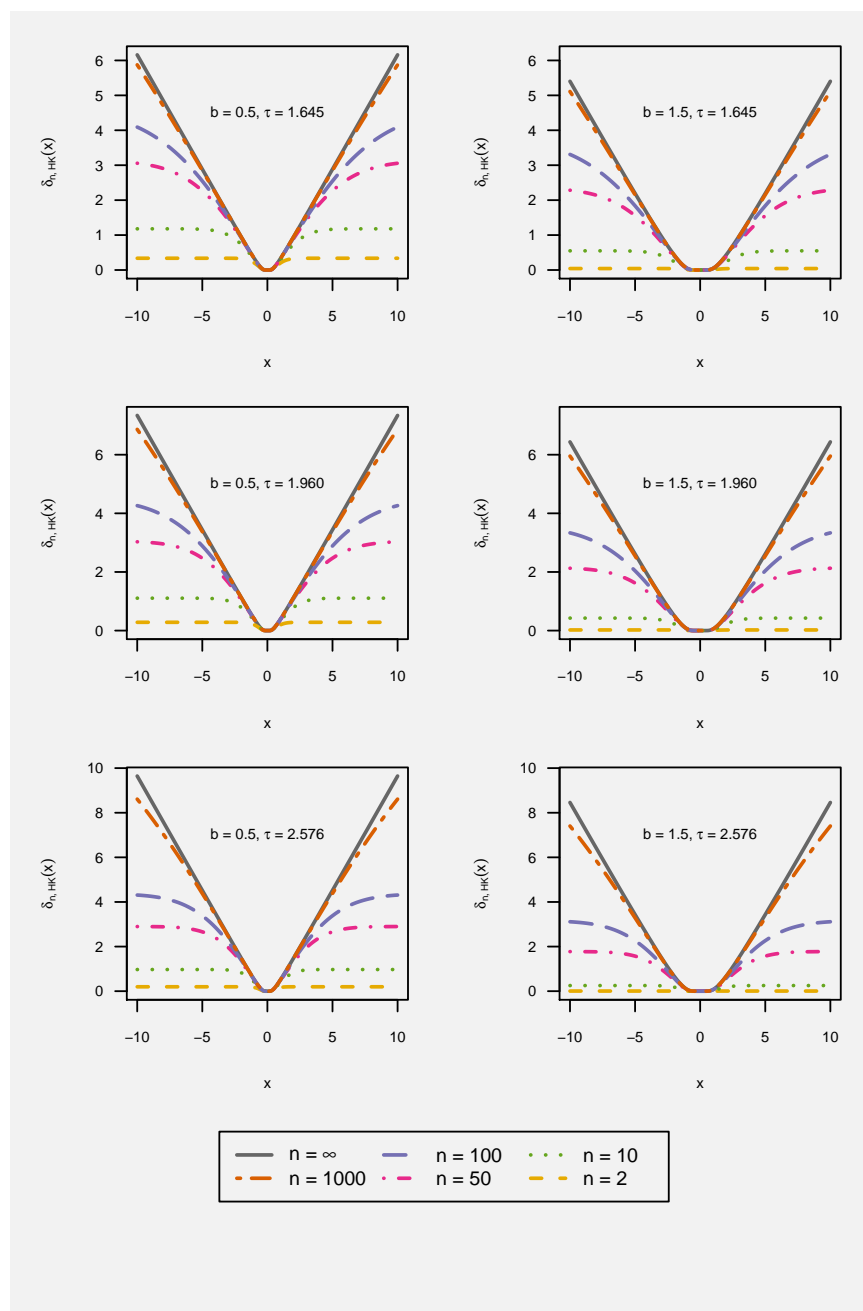 0 1 2 3 4 5 6
δn, HK(x)
b = 0.5, τ = 1.645
−10 −5 0 5 10
x
0 1 2 3 4 5 6
δn, HK(x)
b = 1.5, τ = 1.645
−10 −5 0 5 10
x
0 2 4 6
δn, HK(x)
b = 0.5, τ = 1.960
−10 −5 0 5 10
x
0 2 4 6
δn, HK(x)
b = 1.5, τ = 1.960
−10 −5 0 5 10
x
0 2 4 6 8 10
δn, HK(x)
b = 0.5, τ = 2.576
−10 −5 0 5 10
x
0 2 4 6 8 10
δn, HK(x)
b = 1.5, τ = 2.576
−10 −5 0 5 10
x
n = ∞ n = 100 n = 10
n = 1000 n = 50 n = 2